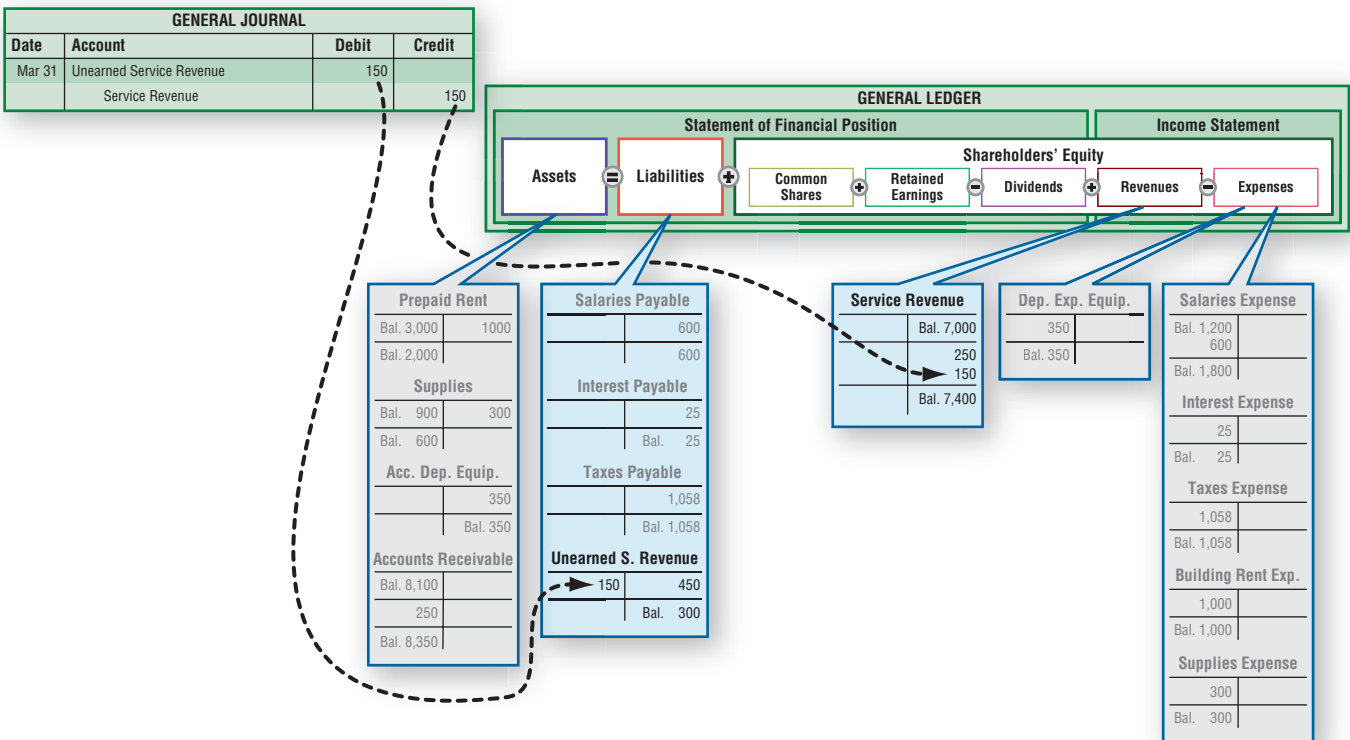 GENERAL JOURNAL
Date Account Debit Credit
Mar 31 Unearned Service Revenue 150
Service Revenue 150
GENERAL LEDGER
Statement of Financial Position Income Statement
Shareholders' Equity
Assets = Liabilities + Common Shares + Retained Earnings − Dividends + Revenues − Expenses
Prepaid Rent
Bal. 3,000 1000
Bal. 2,000
Supplies
Bal. 900 300
Bal. 600
Acc. Dep. Equip.
350
Bal. 350
Accounts Receivable
Bal. 8,100
250
Bal. 8,350
Salaries Payable
600
600
Interest Payable
25
Bal. 25
Taxes Payable
1,058
Bal. 1,058
Unearned S. Revenue
150 450
Bal. 300
Service Revenue
Bal. 7,000
250
150
Bal. 7,400
Dep. Exp. Equip.
350
Bal. 350
Salaries Expense
Bal. 1,200
600
Bal. 1,800
Interest Expense
25
Bal. 25
Taxes Expense
1,058
Bal. 1,058
Building Rent Exp.
1,000
Bal. 1,000
Supplies Expense
300
Bal. 300